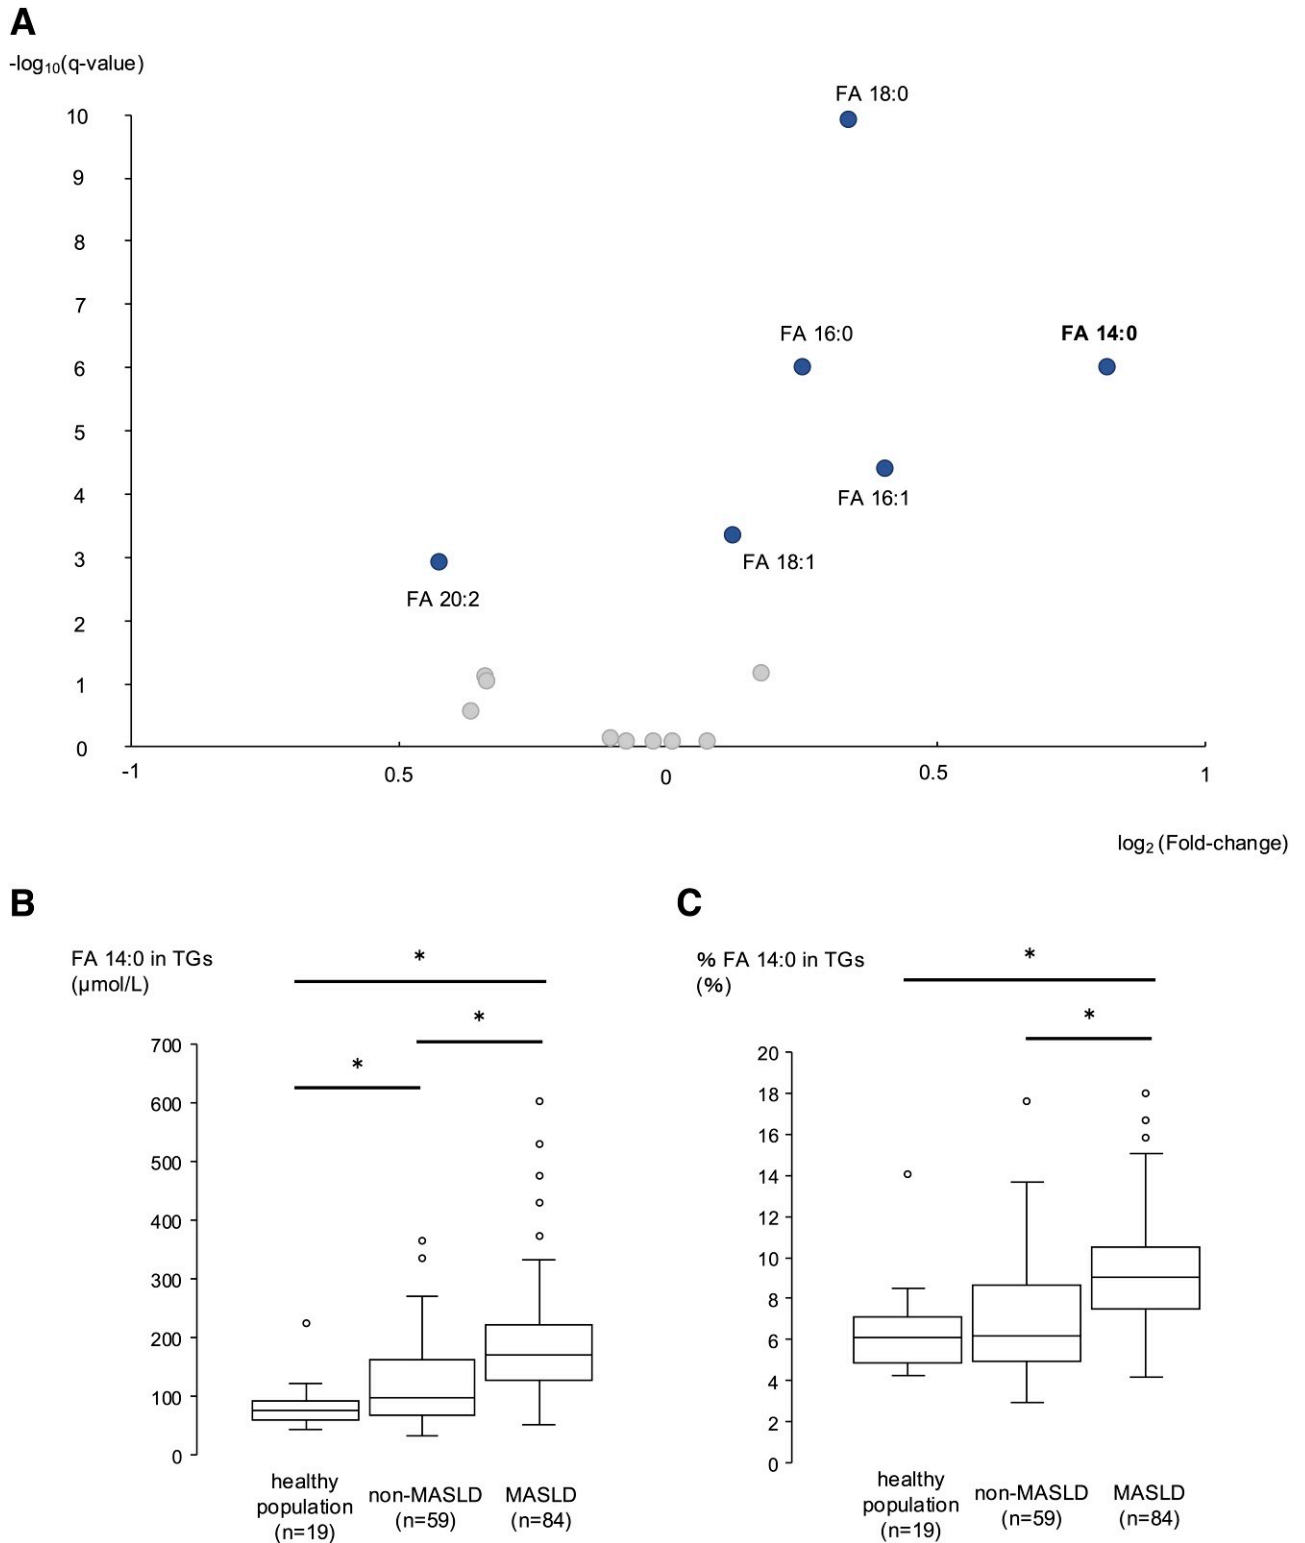 A
-log10(q-value)
FA 18:0
10
9
8
7
FA 16:0
FA 14:0
6
5
4
FA 16:1
3
FA 18:1
FA 20:2
2
1
0
-1
0.5
0
0.5
1
log2 (Fold-change)
B
FA 14:0 in TGs
(µmol/L)
*
*
*
700
600
500
400
300
200
100
0
healthy
population
(n=19)
non-MASLD
(n=59)
MASLD
(n=84)
C
% FA 14:0 in TGs
(%)
*
*
20
18
16
14
12
10
8
6
4
2
0
healthy
population
(n=19)
non-MASLD
(n=59)
MASLD
(n=84)